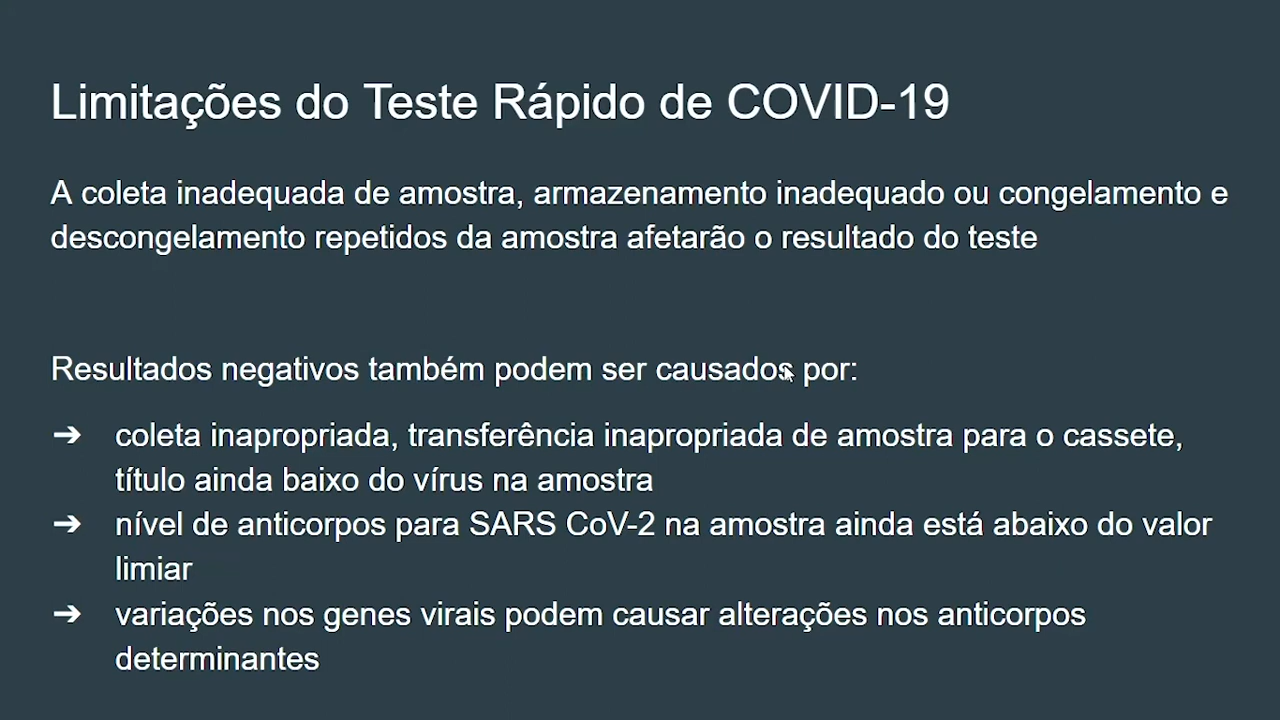 Limitações do Teste Rápido de COVID-19
A coleta inadequada de amostra, armazenamento inadequado ou congelamento e
descongelamento repetidos da amostra afetarão o resultado do teste
Resultados negativos também podem ser causados por:
➔ coleta inapropriada, transferência inapropriada de amostra para o cassete,
título ainda baixo do vírus na amostra
➔ nível de anticorpos para SARS CoV-2 na amostra ainda está abaixo do valor
limiar
➔ variações nos genes virais podem causar alterações nos anticorpos
determinantes